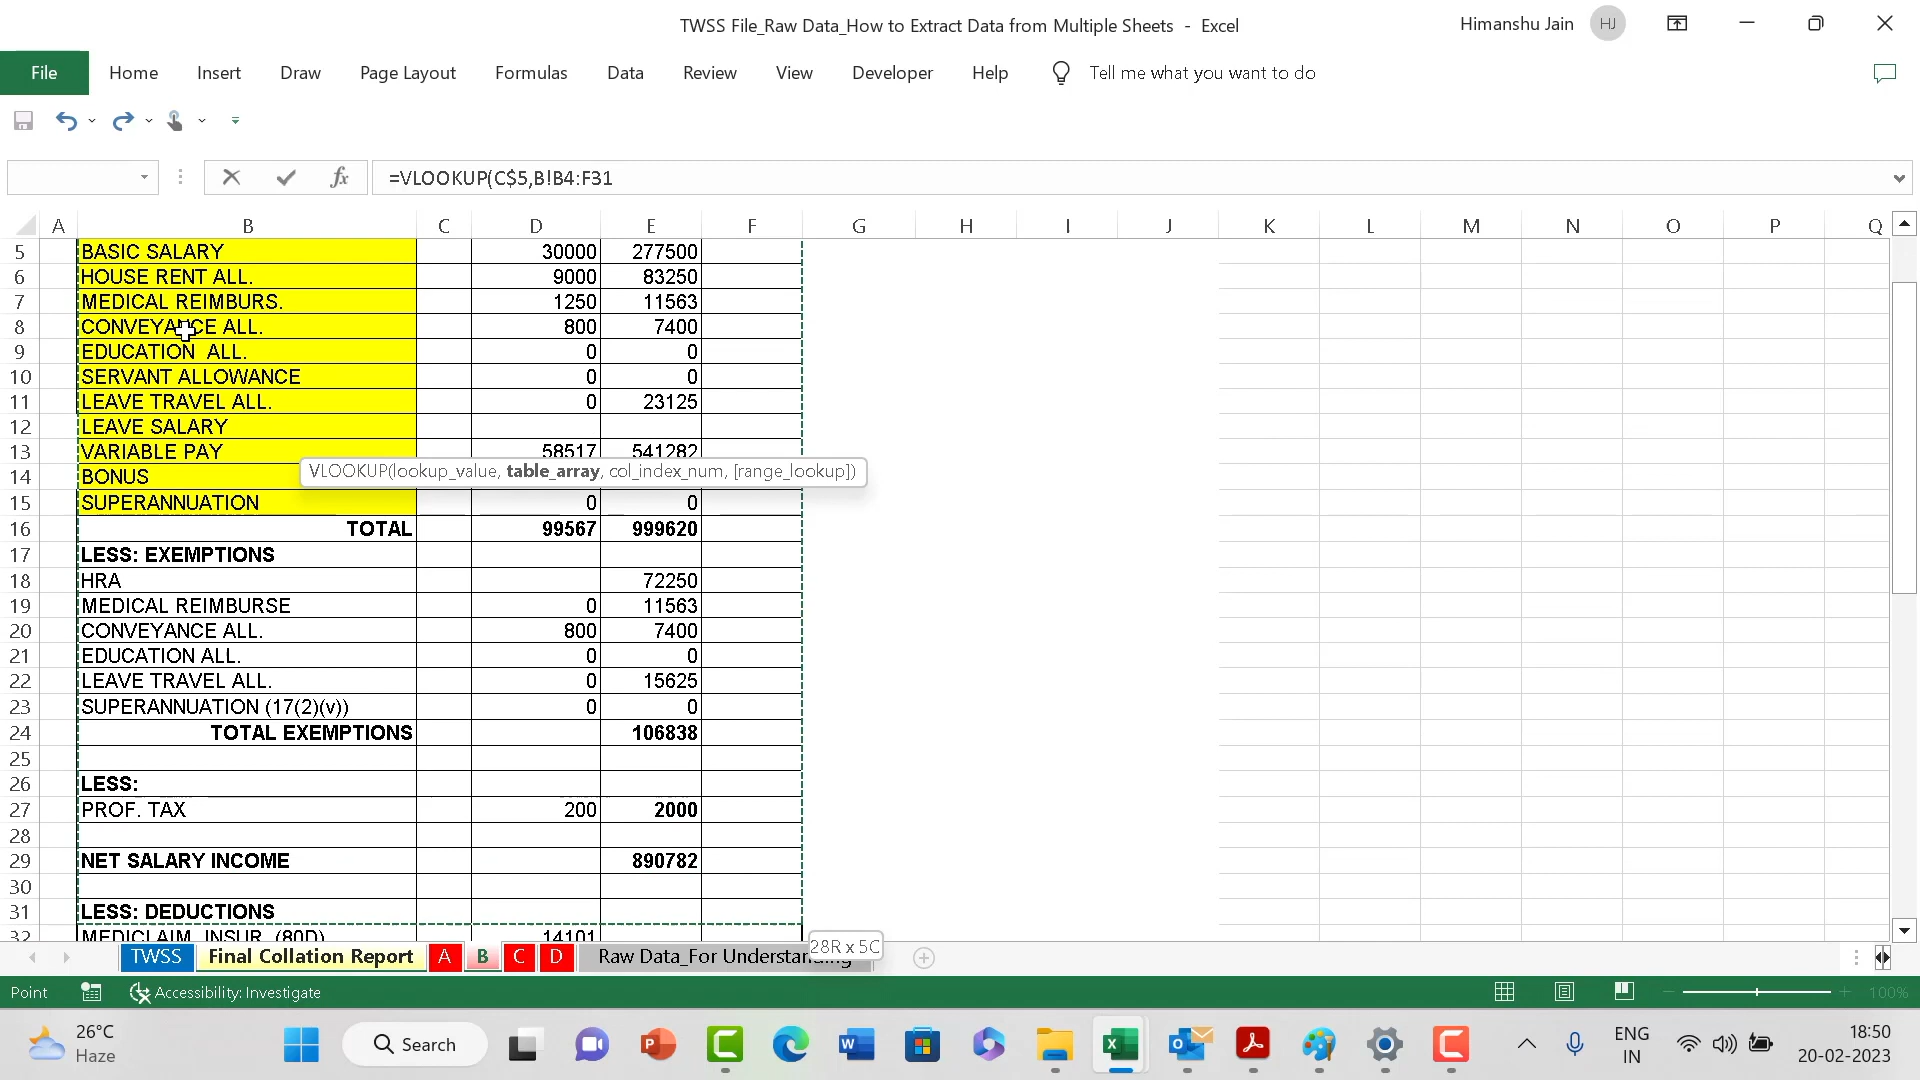 TWSS File_Raw Data_How to Extract Data from Multiple Sheets - Excel
Himanshu Jain HJ
File Home Insert Draw Page Layout Formulas Data Review View Developer Help Tell me what you want to do
fx =VLOOKUP(C$5,B!B4:F31
A B C D E F G H I J K L M N O P Q
5 BASIC SALARY 30000 277500
6 HOUSE RENT ALL. 9000 83250
7 MEDICAL REIMBURS. 1250 11563
8 CONVEYANCE ALL. 800 7400
9 EDUCATION ALL. 0 0
10 SERVANT ALLOWANCE 0 0
11 LEAVE TRAVEL ALL. 0 23125
12 LEAVE SALARY
13 VARIABLE PAY 58517 541282
VLOOKUP(lookup_value, table_array, col_index_num, [range_lookup])
14 BONUS
15 SUPERANNUATION 0 0
16 TOTAL 99567 999620
17 LESS: EXEMPTIONS
18 HRA 72250
19 MEDICAL REIMBURSE 0 11563
20 CONVEYANCE ALL. 800 7400
21 EDUCATION ALL. 0 0
22 LEAVE TRAVEL ALL. 0 15625
23 SUPERANNUATION (17(2)(v)) 0 0
24 TOTAL EXEMPTIONS 106838
25
26 LESS:
27 PROF. TAX 200 2000
28
29 NET SALARY INCOME 890782
30
31 LESS: DEDUCTIONS
32 MEDICLAIM INSUR. (80D) 14101
28R x 5C
TWSS Final Collation Report A B C D Raw Data_For Understanding
Point Accessibility: Investigate 100%
26°C
Haze
Search
ENG
IN
18:50
20-02-2023